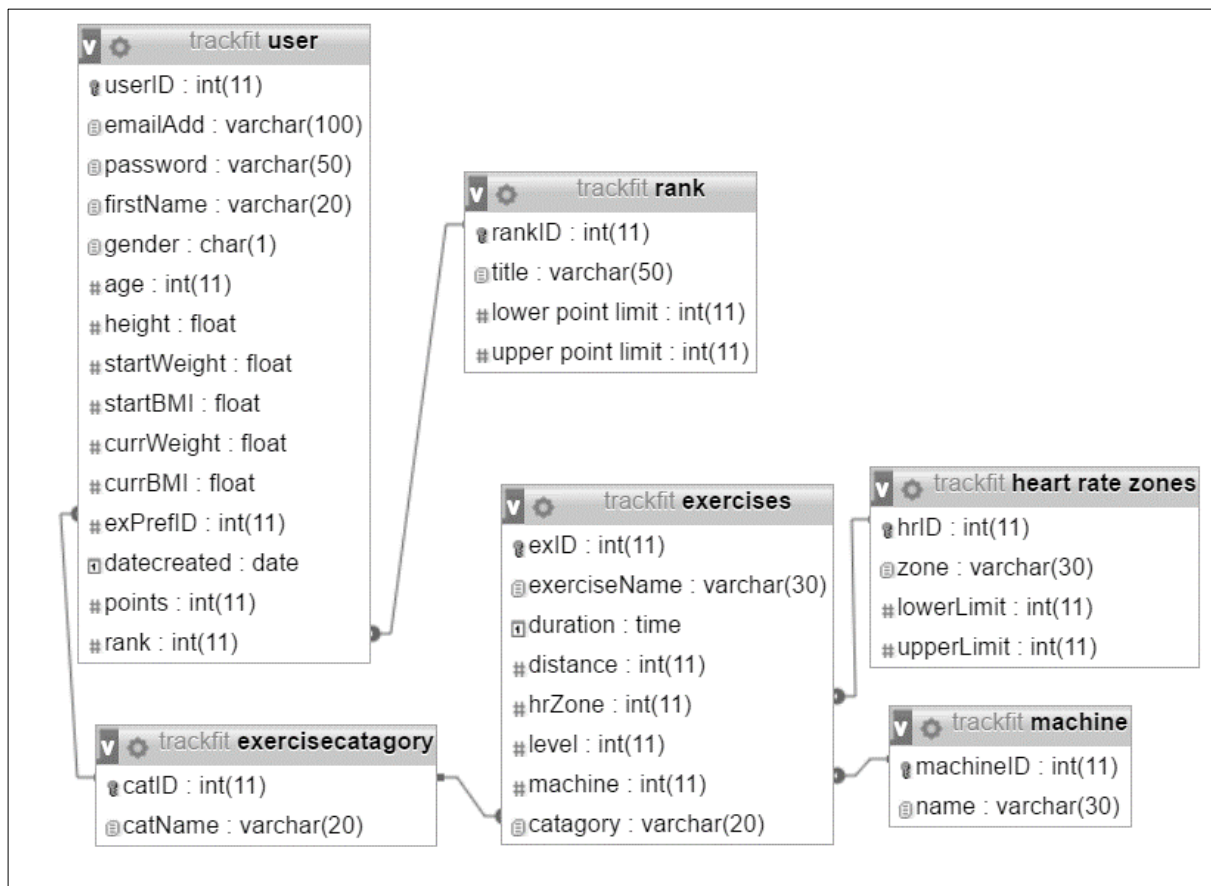 trackfit user
userID : int(11)
emailAdd : varchar(100)
password : varchar(50)
firstName : varchar(20)
gender : char(1)
age : int(11)
height : float
startWeight : float
startBMI : float
currWeight : float
currBMI : float
exPrefID : int(11)
datecreated : date
points : int(11)
rank : int(11)
trackfit rank
rankID : int(11)
title : varchar(50)
lower point limit : int(11)
upper point limit : int(11)
trackfit exercises
exID : int(11)
exerciseName : varchar(30)
duration : time
distance : int(11)
hrZone : int(11)
level : int(11)
machine : int(11)
catagory : varchar(20)
trackfit heart rate zones
hrID : int(11)
zone : varchar(30)
lowerLimit : int(11)
upperLimit : int(11)
trackfit exercisecatagory
catID : int(11)
catName : varchar(20)
trackfit machine
machineID : int(11)
name : varchar(30)